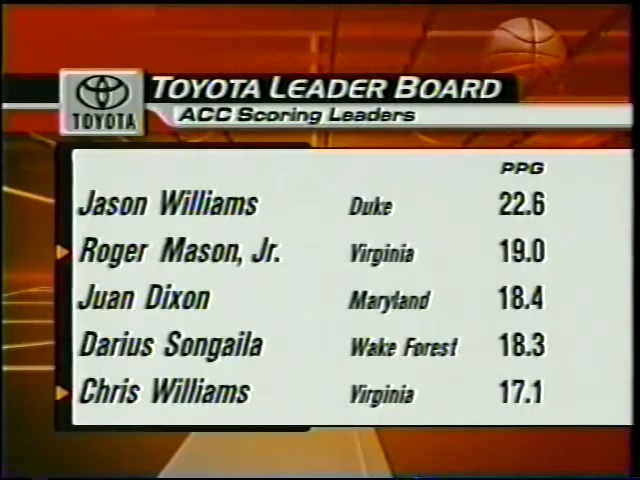 TOYOTA LEADER BOARD
TOYOTA
ACC Scoring Leaders
PPG
Jason Williams Duke 22.6
Roger Mason, Jr. Virginia 19.0
Juan Dixon Maryland 18.4
Darius Songaila Wake Forest 18.3
Chris Williams Virginia 17.1